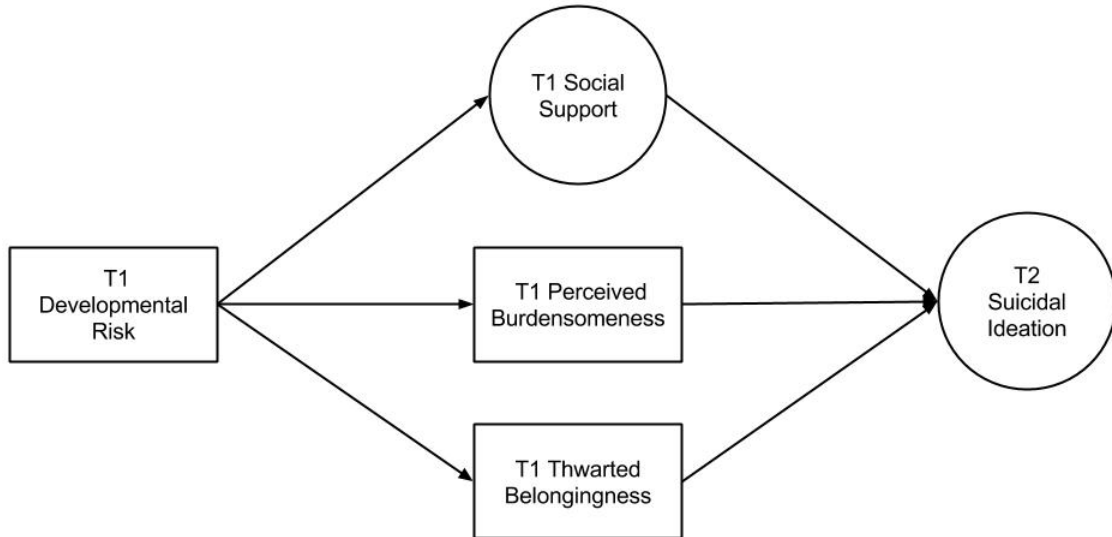 T1 Social
Support
T1
Developmental
Risk
T1 Perceived
Burdensomeness
T2
Suicidal
Ideation
T1 Thwarted
Belongingness